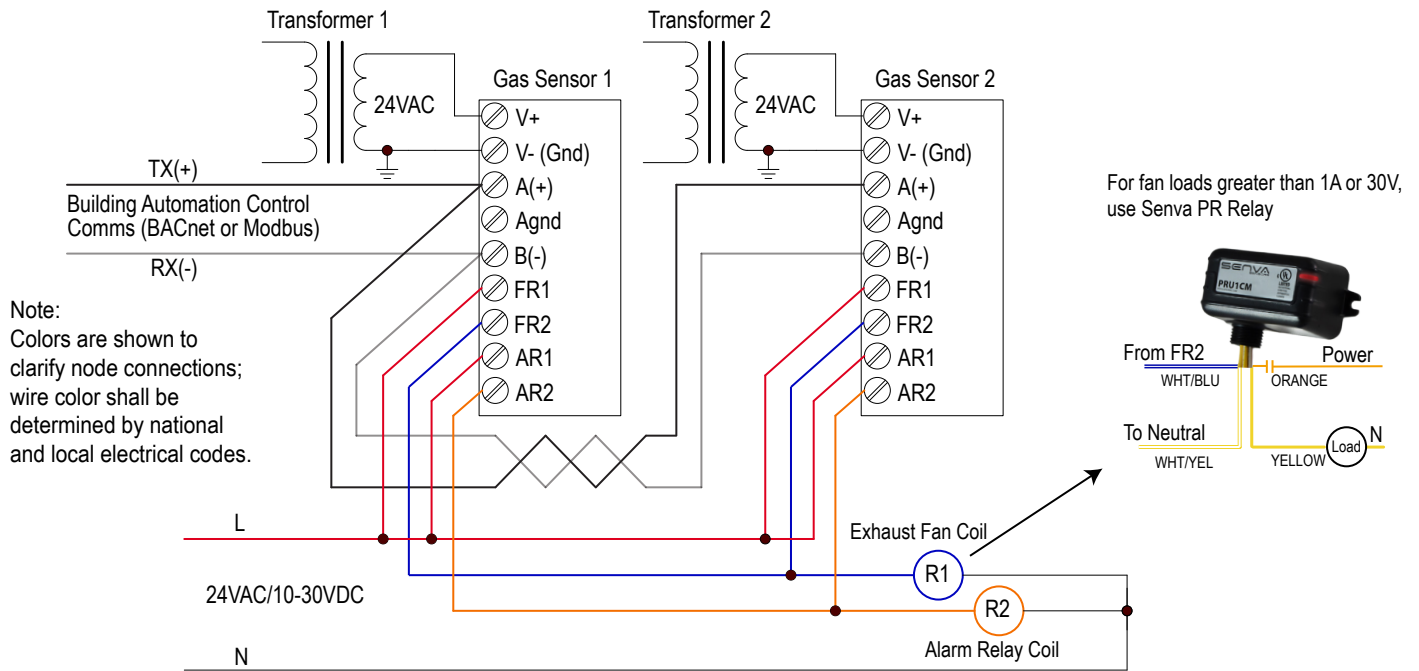 Transformer 1
Transformer 2
Gas Sensor 1
Gas Sensor 2
24VAC
24VAC
V+
V- (Gnd)
A(+)
Agnd
B(-)
FR1
FR2
AR1
AR2
V+
V- (Gnd)
A(+)
Agnd
B(-)
FR1
FR2
AR1
AR2
TX(+)
Building Automation Control
Comms (BACnet or Modbus)
RX(-)
Note:
Colors are shown to
clarify node connections;
wire color shall be
determined by national
and local electrical codes.
L
24VAC/10-30VDC
N
Exhaust Fan Coil
R1
R2
Alarm Relay Coil
For fan loads greater than 1A or 30V,
use Senva PR Relay
SENVA
PRU1CM
From FR2
WHT/BLU
Power
ORANGE
To Neutral
WHT/YEL
YELLOW
Load
N